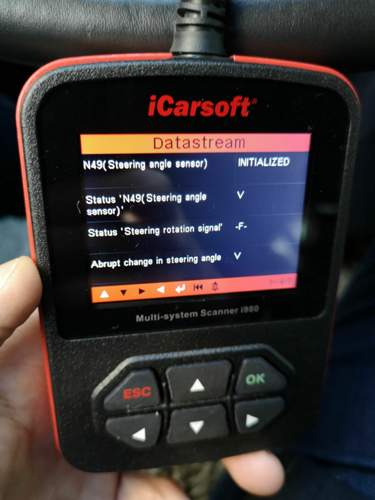 iCarsoft®
Datastream
N49(Steering angle sensor) INITIALIZED
Status 'N49(Steering angle V
sensor)'
Status 'Steering rotation signal' -F-
Abrupt change in steering angle V
Multi-system Scanner i980
ESC
OK